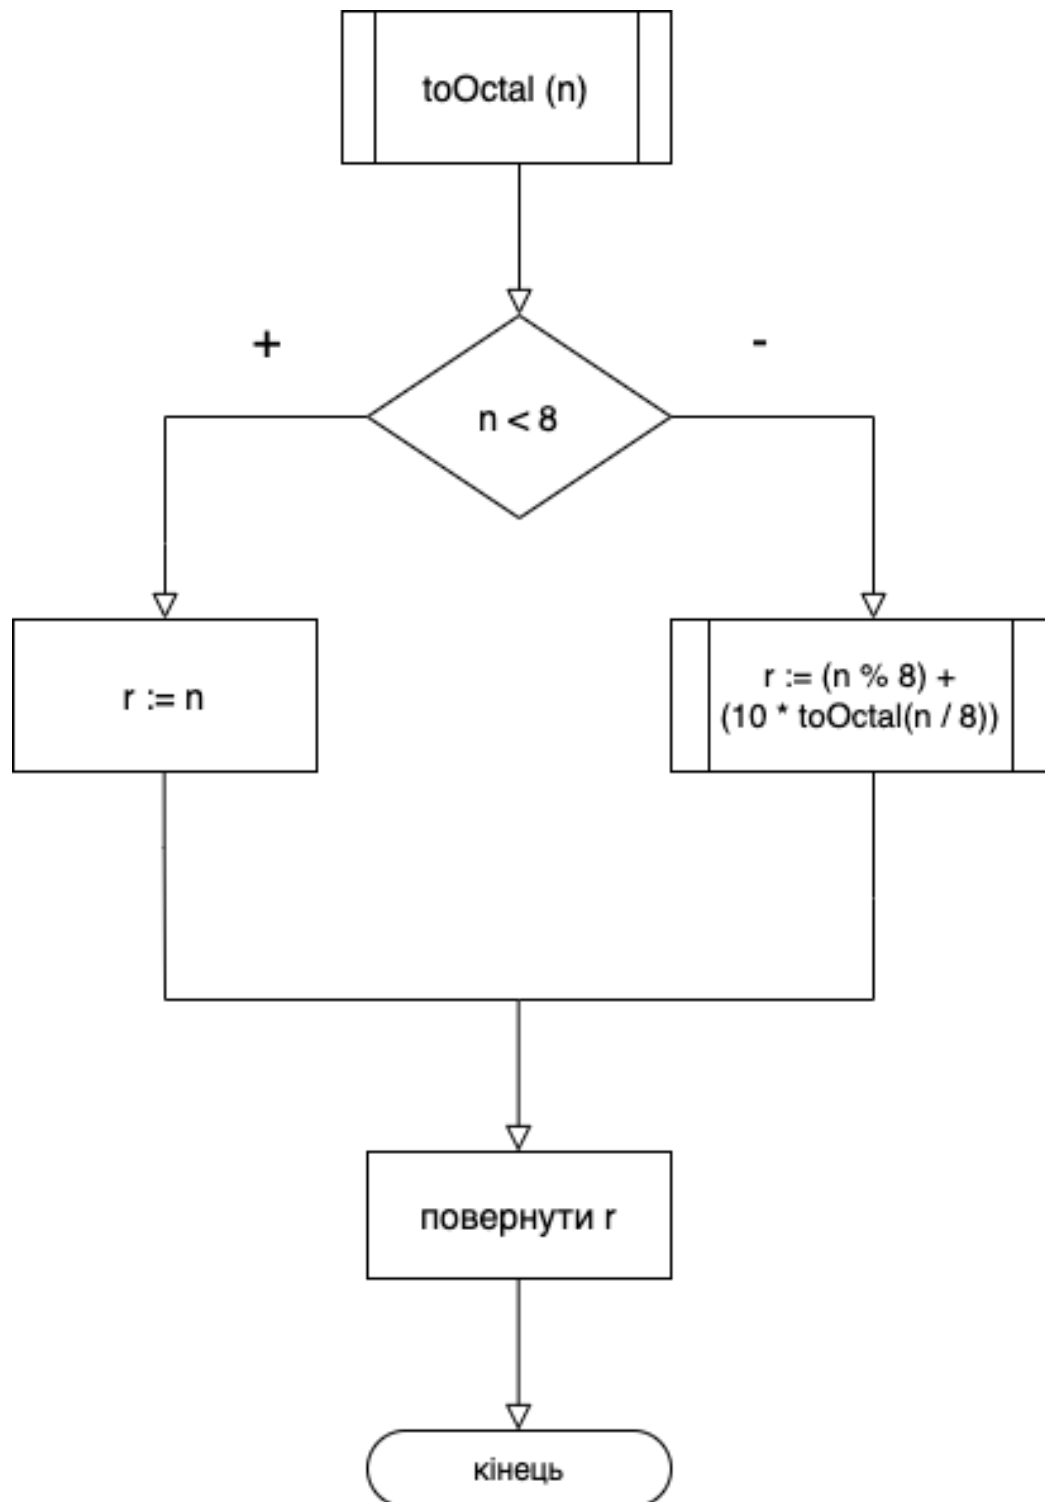 toOctal (n)
+
-
n < 8
r := n
r := (n % 8) +
(10 * toOctal(n / 8))
повернути r
кінець